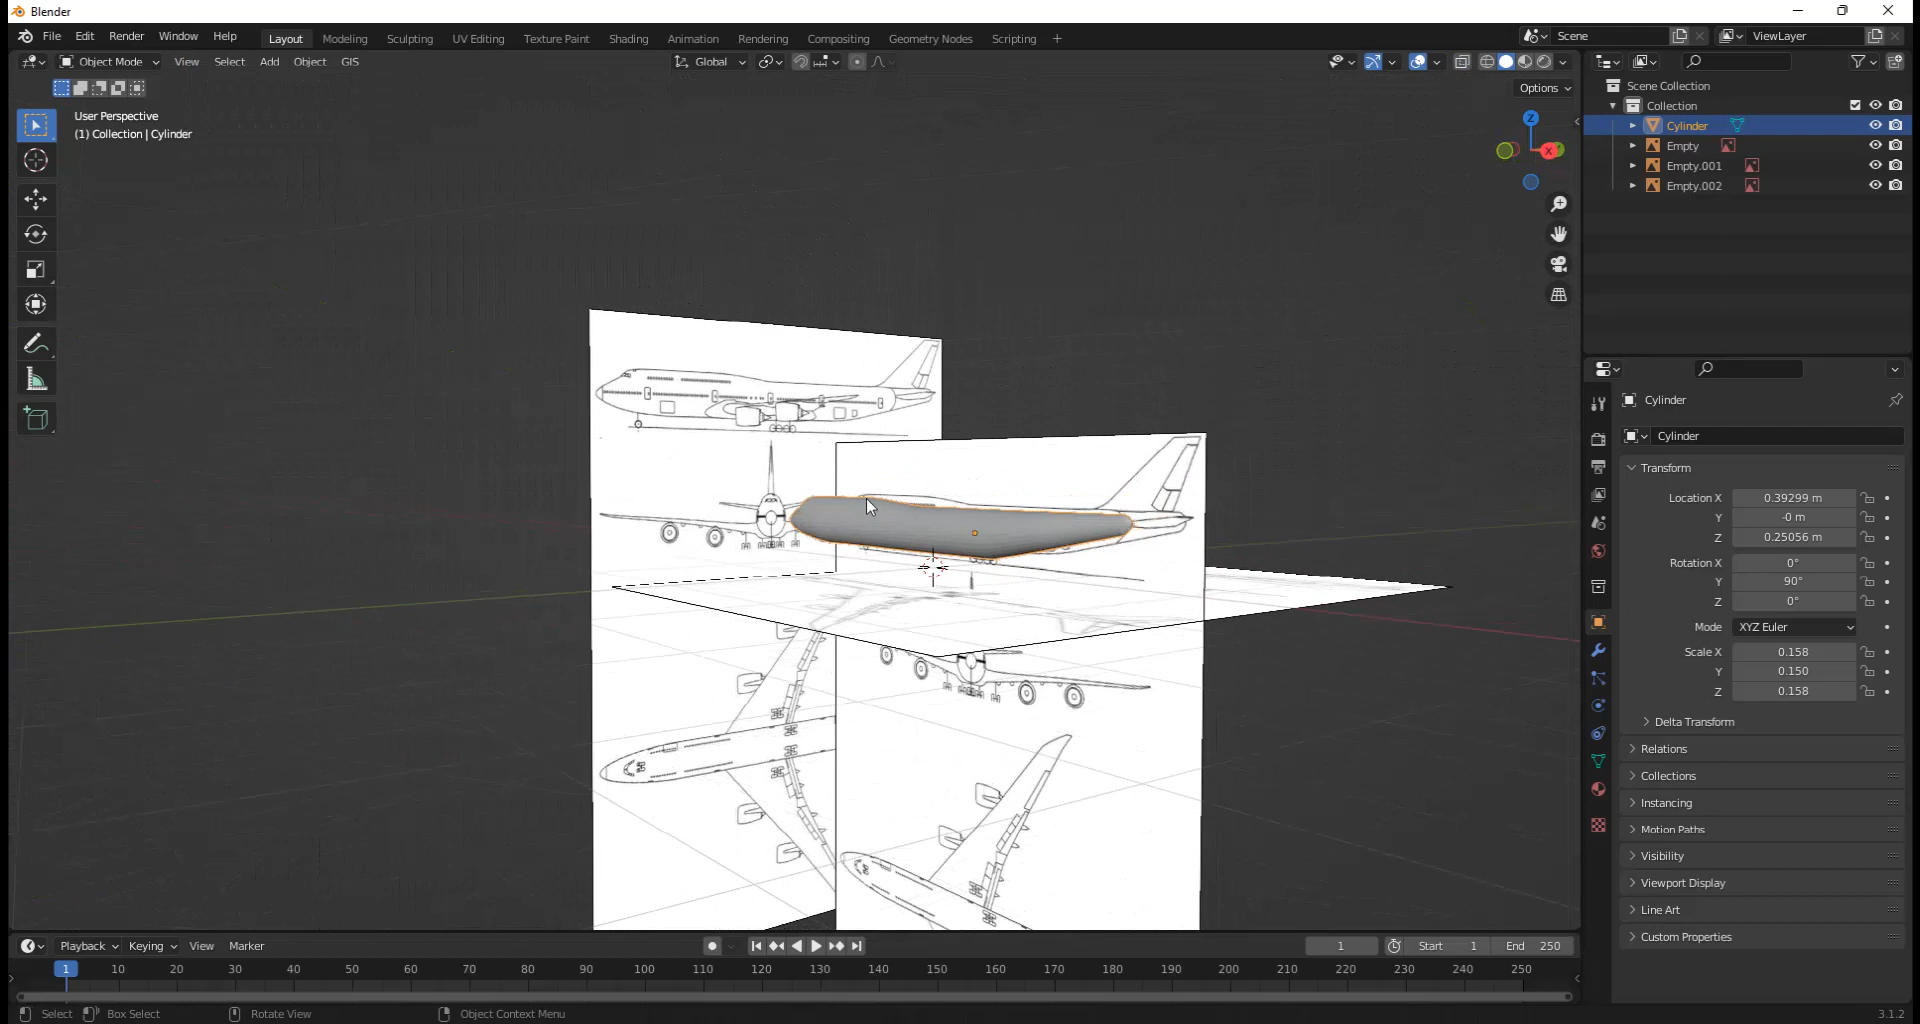 Blender
File Edit Render Window Help Layout Modeling Sculpting UV Editing Texture Paint Shading Animation Rendering Compositing Geometry Nodes Scripting + Scene ViewLayer
Object Mode View Select Add Object GIS Global
Options
User Perspective
(1) Collection | Cylinder
Z
X
Scene Collection
Collection
Cylinder
Empty
Empty.001
Empty.002
Cylinder
Cylinder
Transform
Location X 0.39299 m
Y -0 m
Z 0.25056 m
Rotation X 0°
Y 90°
Z 0°
Mode XYZ Euler
Scale X 0.158
Y 0.150
Z 0.158
Delta Transform
Relations
Collections
Instancing
Motion Paths
Visibility
Viewport Display
Line Art
Custom Properties
Playback Keying View Marker 1 Start 1 End 250
1 10 20 30 40 50 60 70 80 90 100 110 120 130 140 150 160 170 180 190 200 210 220 230 240 250
Select Box Select Rotate View Object Context Menu 3.1.2